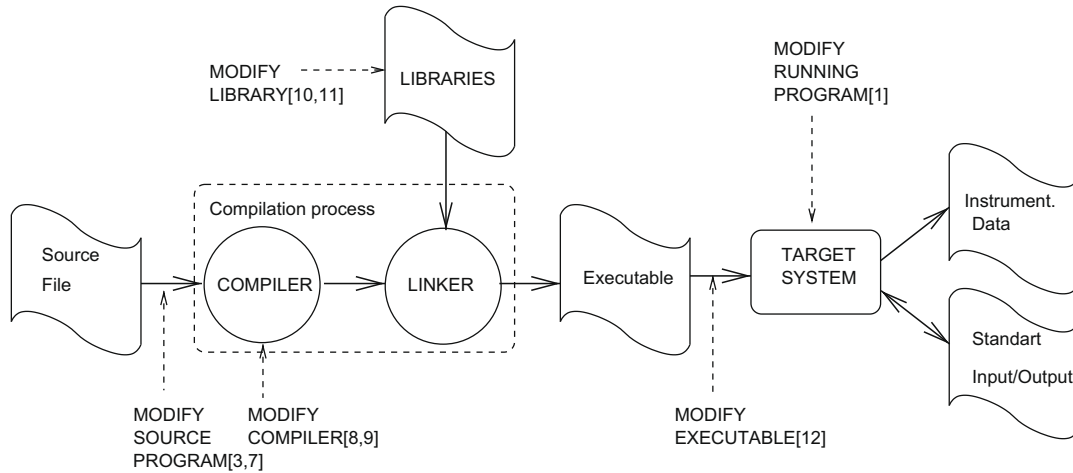 MODIFY
LIBRARY[10,11]
LIBRARIES
MODIFY
RUNNING
PROGRAM[1]
Compilation process
Source
File
COMPILER
LINKER
Executable
TARGET
SYSTEM
Instrument.
Data
Standart
Input/Output
MODIFY
SOURCE
PROGRAM[3,7]
MODIFY
COMPILER[8,9]
MODIFY
EXECUTABLE[12]